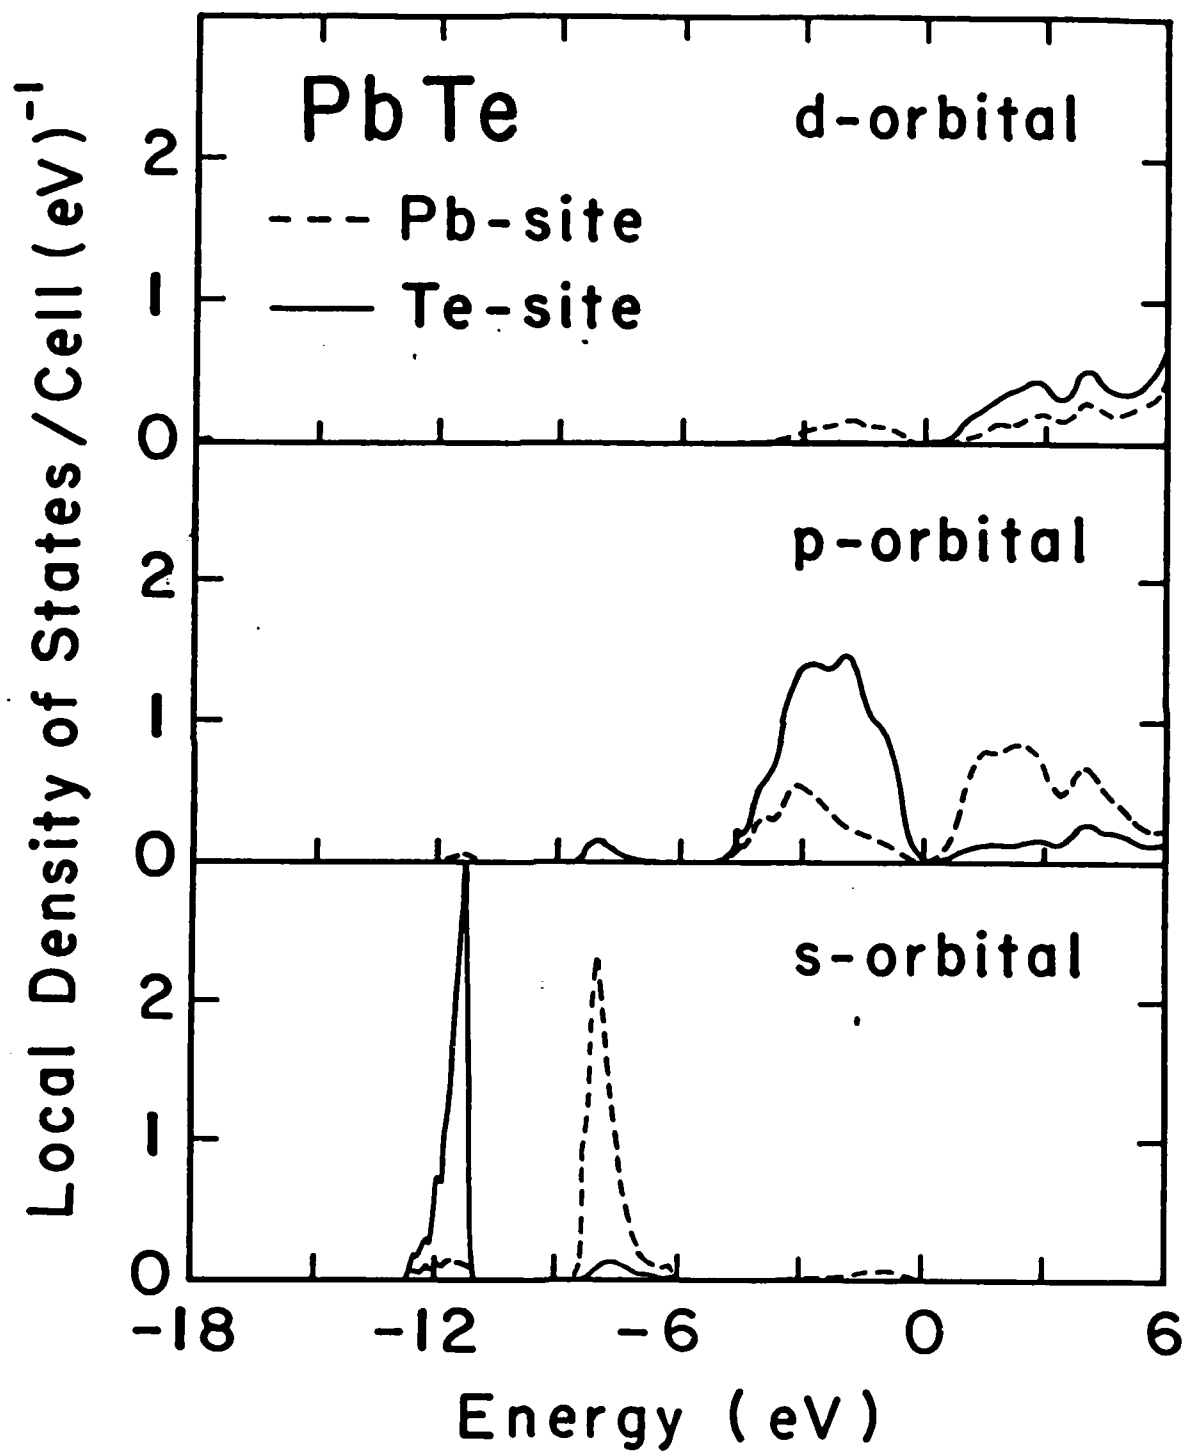 Local Density of States/Cell(eV)⁻¹
PbTe
d-orbital
2
Pb-site
1
Te-site
0
p-orbital
2
1
0
s-orbital
2
1
0
-18 -12 -6 0 6
Energy (eV)